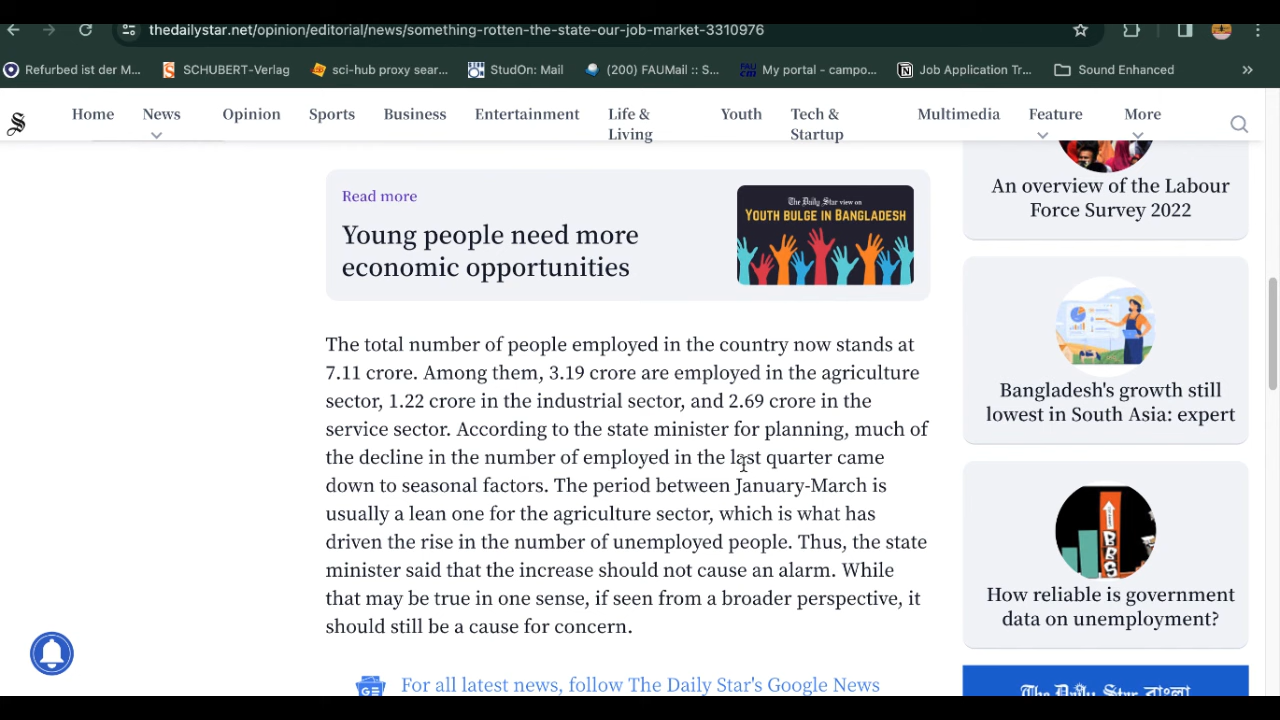 thedailystar.net/opinion/editorial/news/something-rotten-the-state-our-job-market-3310976
Refurbed ist der M... SCHUBERT-Verlag sci-hub proxy sear... StudOn: Mail (200) FAUMail :: S... My portal - campo... Job Application Tr... Sound Enhanced
Home News Opinion Sports Business Entertainment Life & Living Youth Tech & Startup Multimedia Feature More
Read more
Young people need more
economic opportunities
The Daily Star view on
YOUTH BULGE IN BANGLADESH
The total number of people employed in the country now stands at
7.11 crore. Among them, 3.19 crore are employed in the agriculture
sector, 1.22 crore in the industrial sector, and 2.69 crore in the
service sector. According to the state minister for planning, much of
the decline in the number of employed in the last quarter came
down to seasonal factors. The period between January-March is
usually a lean one for the agriculture sector, which is what has
driven the rise in the number of unemployed people. Thus, the state
minister said that the increase should not cause an alarm. While
that may be true in one sense, if seen from a broader perspective, it
should still be a cause for concern.
For all latest news, follow The Daily Star's Google News
An overview of the Labour
Force Survey 2022
Bangladesh's growth still
lowest in South Asia: expert
BBS
How reliable is government
data on unemployment?
The Daily Star বাংলা